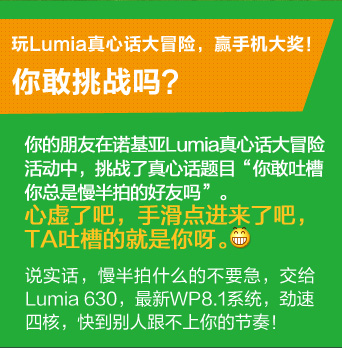 玩Lumia真心话大冒险，赢手机大奖！
你敢挑战吗？
你的朋友在诺基亚Lumia真心话大冒险
活动中，挑战了真心话题目“你敢吐槽
你总是慢半拍的好友吗”。
心虚了吧，手滑点进来了吧，
TA吐槽的就是你呀。
说实话，慢半拍什么的不要急，交给
Lumia 630，最新WP8.1系统，劲速
四核，快到别人跟不上你的节奏！